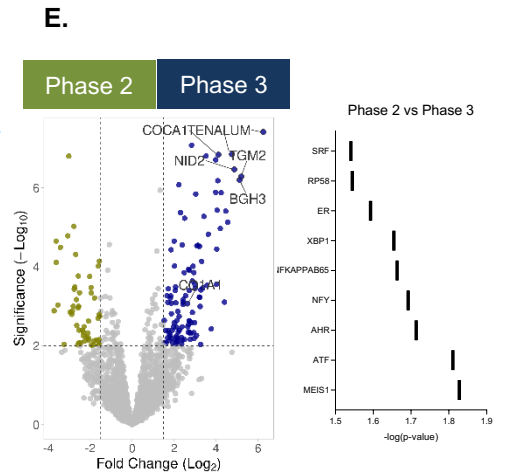 E.
Phase 2
Phase 3
COCA1
TENA
LUM
TGM2
NID2
BGH3
CO1A1
Significance (−Log10)
6
4
2
0
-4
-2
0
2
4
6
Fold Change (Log2)
Phase 2 vs Phase 3
SRF
RP58
ER
XBP1
NFKAPPAB65
NFY
AHR
ATF
MEIS1
1.5
1.6
1.7
1.8
1.9
-log(p-value)